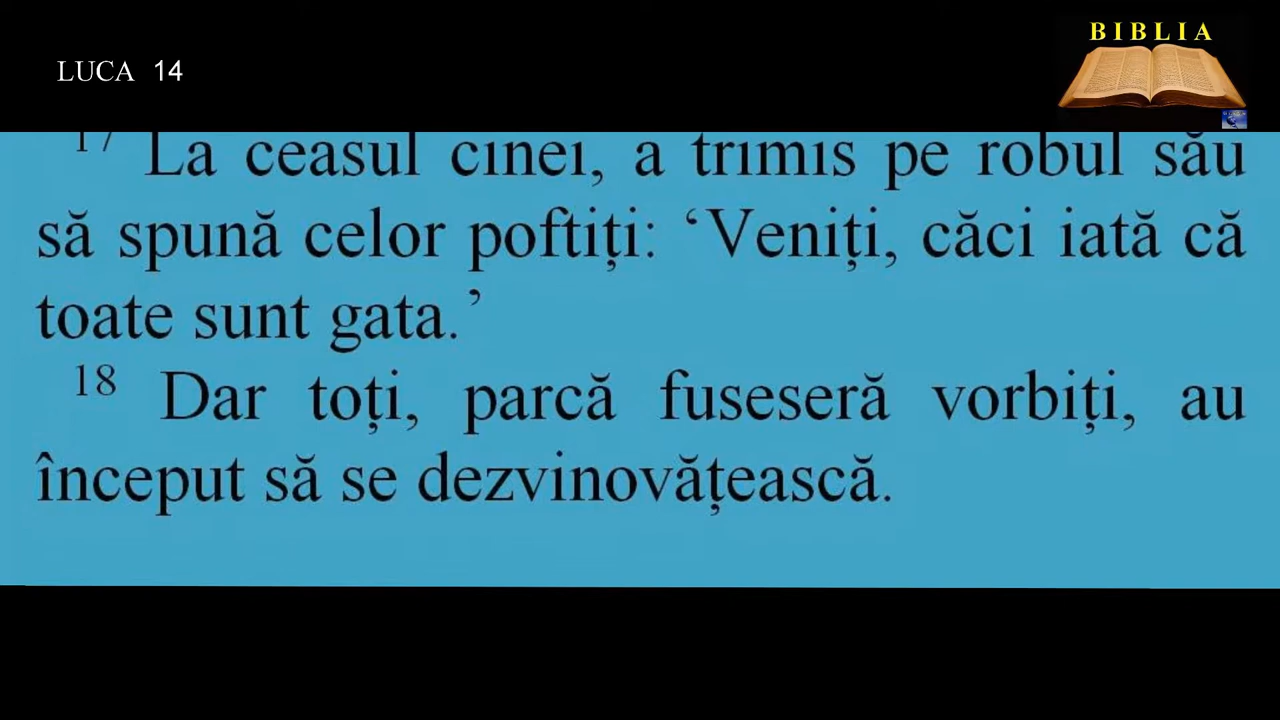 BIBLIA
LUCA 14
17 La ceasul cinei, a trimis pe robul său
să spună celor poftiți: ‘Veniți, căci iată că
toate sunt gata.’
18 Dar toți, parcă fuseseră vorbiți, au
început să se dezvinovățească.